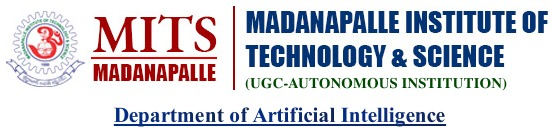 MITS
MADANAPALLE
MADANAPALLE INSTITUTE OF
TECHNOLOGY & SCIENCE
(UGC-AUTONOMOUS INSTITUTION)
Department of Artificial Intelligence